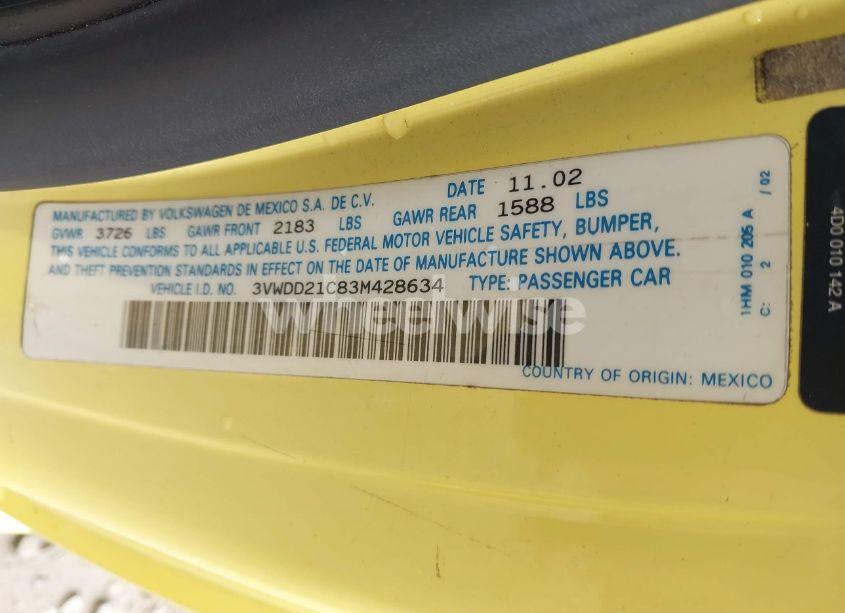 MANUFACTURED BY VOLKSWAGEN DE MEXICO S.A. DE C.V. DATE 11.02
GVWR 3726 LBS GAWR FRONT 2183 LBS GAWR REAR 1588 LBS
THIS VEHICLE CONFORMS TO ALL APPLICABLE U.S. FEDERAL MOTOR VEHICLE SAFETY, BUMPER,
AND THEFT PREVENTION STANDARDS IN EFFECT ON THE DATE OF MANUFACTURE SHOWN ABOVE.
VEHICLE I.D. NO. 3VWDD21C83M428634 TYPE: PASSENGER CAR
COUNTRY OF ORIGIN: MEXICO
1HM 010 205 A
C: 2 / 02
4D0 010 142 A
wheelwise